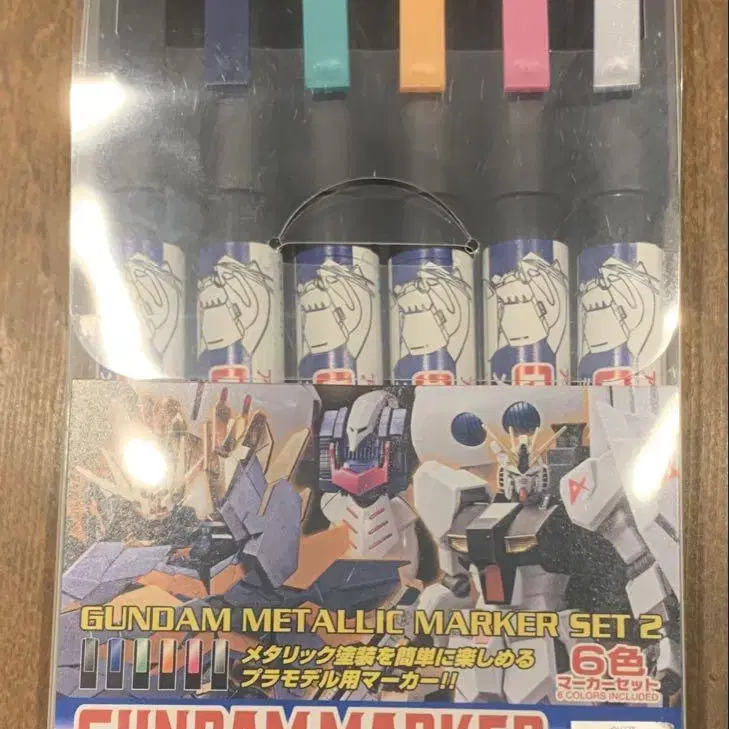 GUNDAM METALLIC MARKER SET 2
メタリック塗装を簡単に楽しめる
プラモデル用マーカー!!
6色
マーカーセット
6 COLORS INCLUDED
GUNDAM MARKER